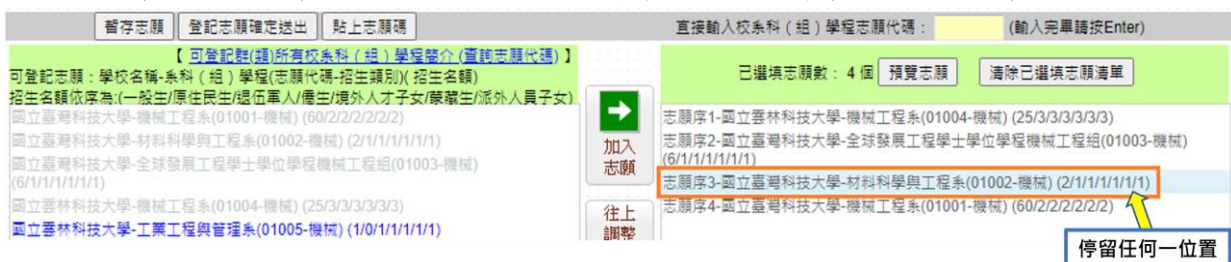 暫存志願 登記志願確定送出 貼上志願碼 直接輸入校系科（組）學程志願代碼： (輸入完畢請按Enter)
【 可登記群(類)所有校系科（組）學程簡介 (查詢志願代碼) 】
可登記志願：學校名稱-系科（組）學程(志願代碼-招生類別)( 招生名額)
招生名額依序為:(一般生/原住民生/退伍軍人/僑生/境外人才子女/蒙藏生/派外人員子女)
國立臺灣科技大學-機械工程系(01001-機械) (60/2/2/2/2/2/2)
國立臺灣科技大學-材料科學與工程系(01002-機械) (2/1/1/1/1/1/1)
國立臺灣科技大學-全球發展工程學士學位學程機械工程組(01003-機械)
(6/1/1/1/1/1/1)
國立雲林科技大學-機械工程系(01004-機械) (25/3/3/3/3/3/3)
國立雲林科技大學-工業工程與管理系(01005-機械) (1/0/1/1/1/1/1)
加入
志願
往上
調整
已選填志願數： 4 個 預覽志願 清除已選填志願清單
志願序1-國立雲林科技大學-機械工程系(01004-機械) (25/3/3/3/3/3/3)
志願序2-國立臺灣科技大學-全球發展工程學士學位學程機械工程組(01003-機械)
(6/1/1/1/1/1/1)
志願序3-國立臺灣科技大學-材料科學與工程系(01002-機械) (2/1/1/1/1/1/1)
志願序4-國立臺灣科技大學-機械工程系(01001-機械) (60/2/2/2/2/2/2)
停留任何一位置